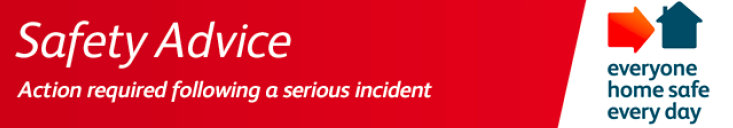 Safety Advice
Action required following a serious incident
everyone
home safe
every day